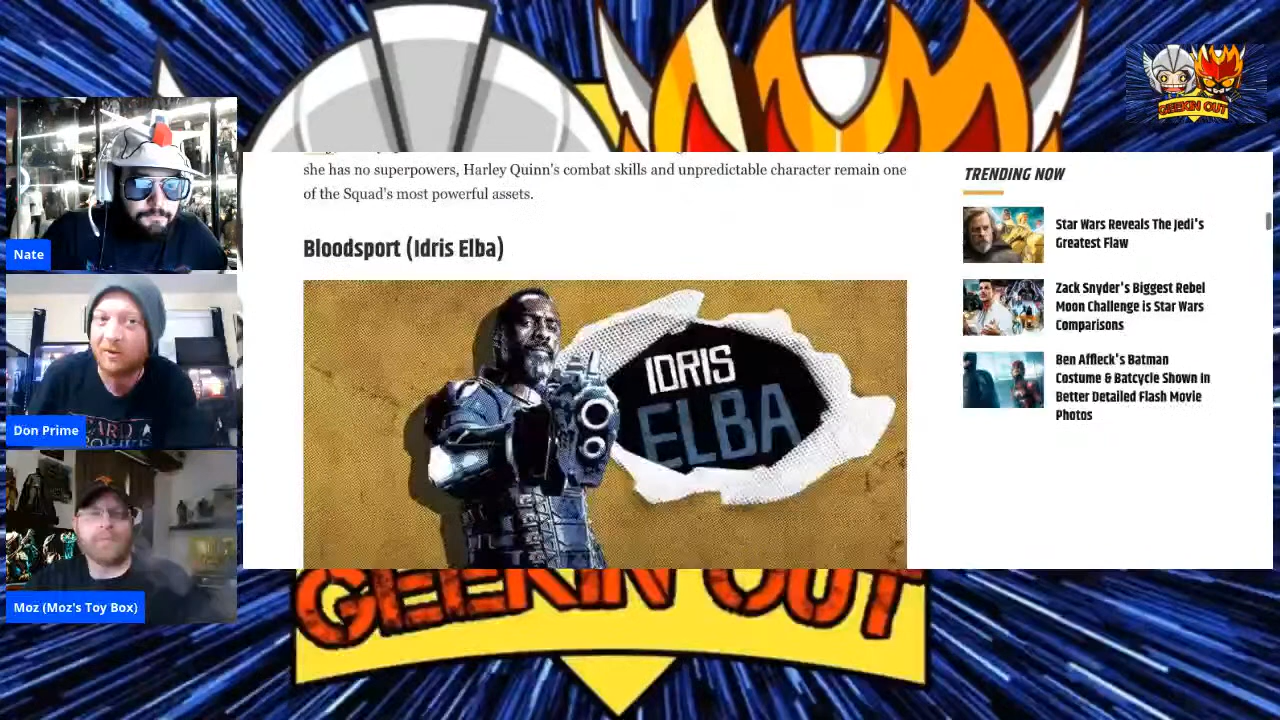 GEEKIN OUT
she has no superpowers, Harley Quinn's combat skills and unpredictable character remain one
of the Squad's most powerful assets.
Bloodsport (Idris Elba)
IDRIS
ELBA
TRENDING NOW
Star Wars Reveals The Jedi's
Greatest Flaw
Zack Snyder's Biggest Rebel
Moon Challenge is Star Wars
Comparisons
Ben Affleck's Batman
Costume & Batcycle Shown In
Better Detailed Flash Movie
Photos
Nate
Don Prime
Moz (Moz's Toy Box)
GEEKIN OUT